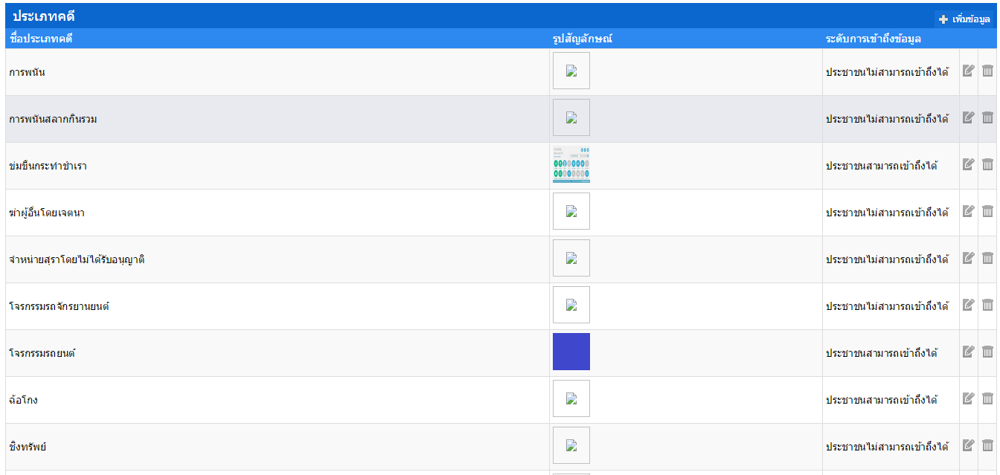 ประเภทคดี
เพิ่มข้อมูล
ชื่อประเภทคดี รูปสัญลักษณ์ ระดับการเข้าถึงข้อมูล
การพนัน ประชาชนไม่สามารถเข้าถึงได้
การพนันสลากกินรวม ประชาชนไม่สามารถเข้าถึงได้
ข่มขืนกระทำชำเรา ประชาชนสามารถเข้าถึงได้
ฆ่าผู้อื่นโดยเจตนา ประชาชนไม่สามารถเข้าถึงได้
จำหน่ายสุราโดยไม่ได้รับอนุญาติ ประชาชนไม่สามารถเข้าถึงได้
โจรกรรมรถจักรยานยนต์ ประชาชนไม่สามารถเข้าถึงได้
โจรกรรมรถยนต์ ประชาชนสามารถเข้าถึงได้
ฉ้อโกง ประชาชนสามารถเข้าถึงได้
ชิงทรัพย์ ประชาชนไม่สามารถเข้าถึงได้